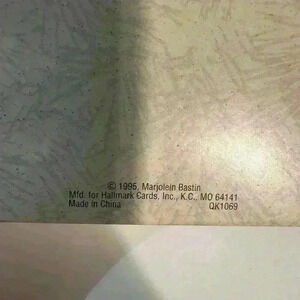 © 1995, Marjolein Bastin
Mfd. for Hallmark Cards, Inc., K.C., MO 64141
Made in China QK1069